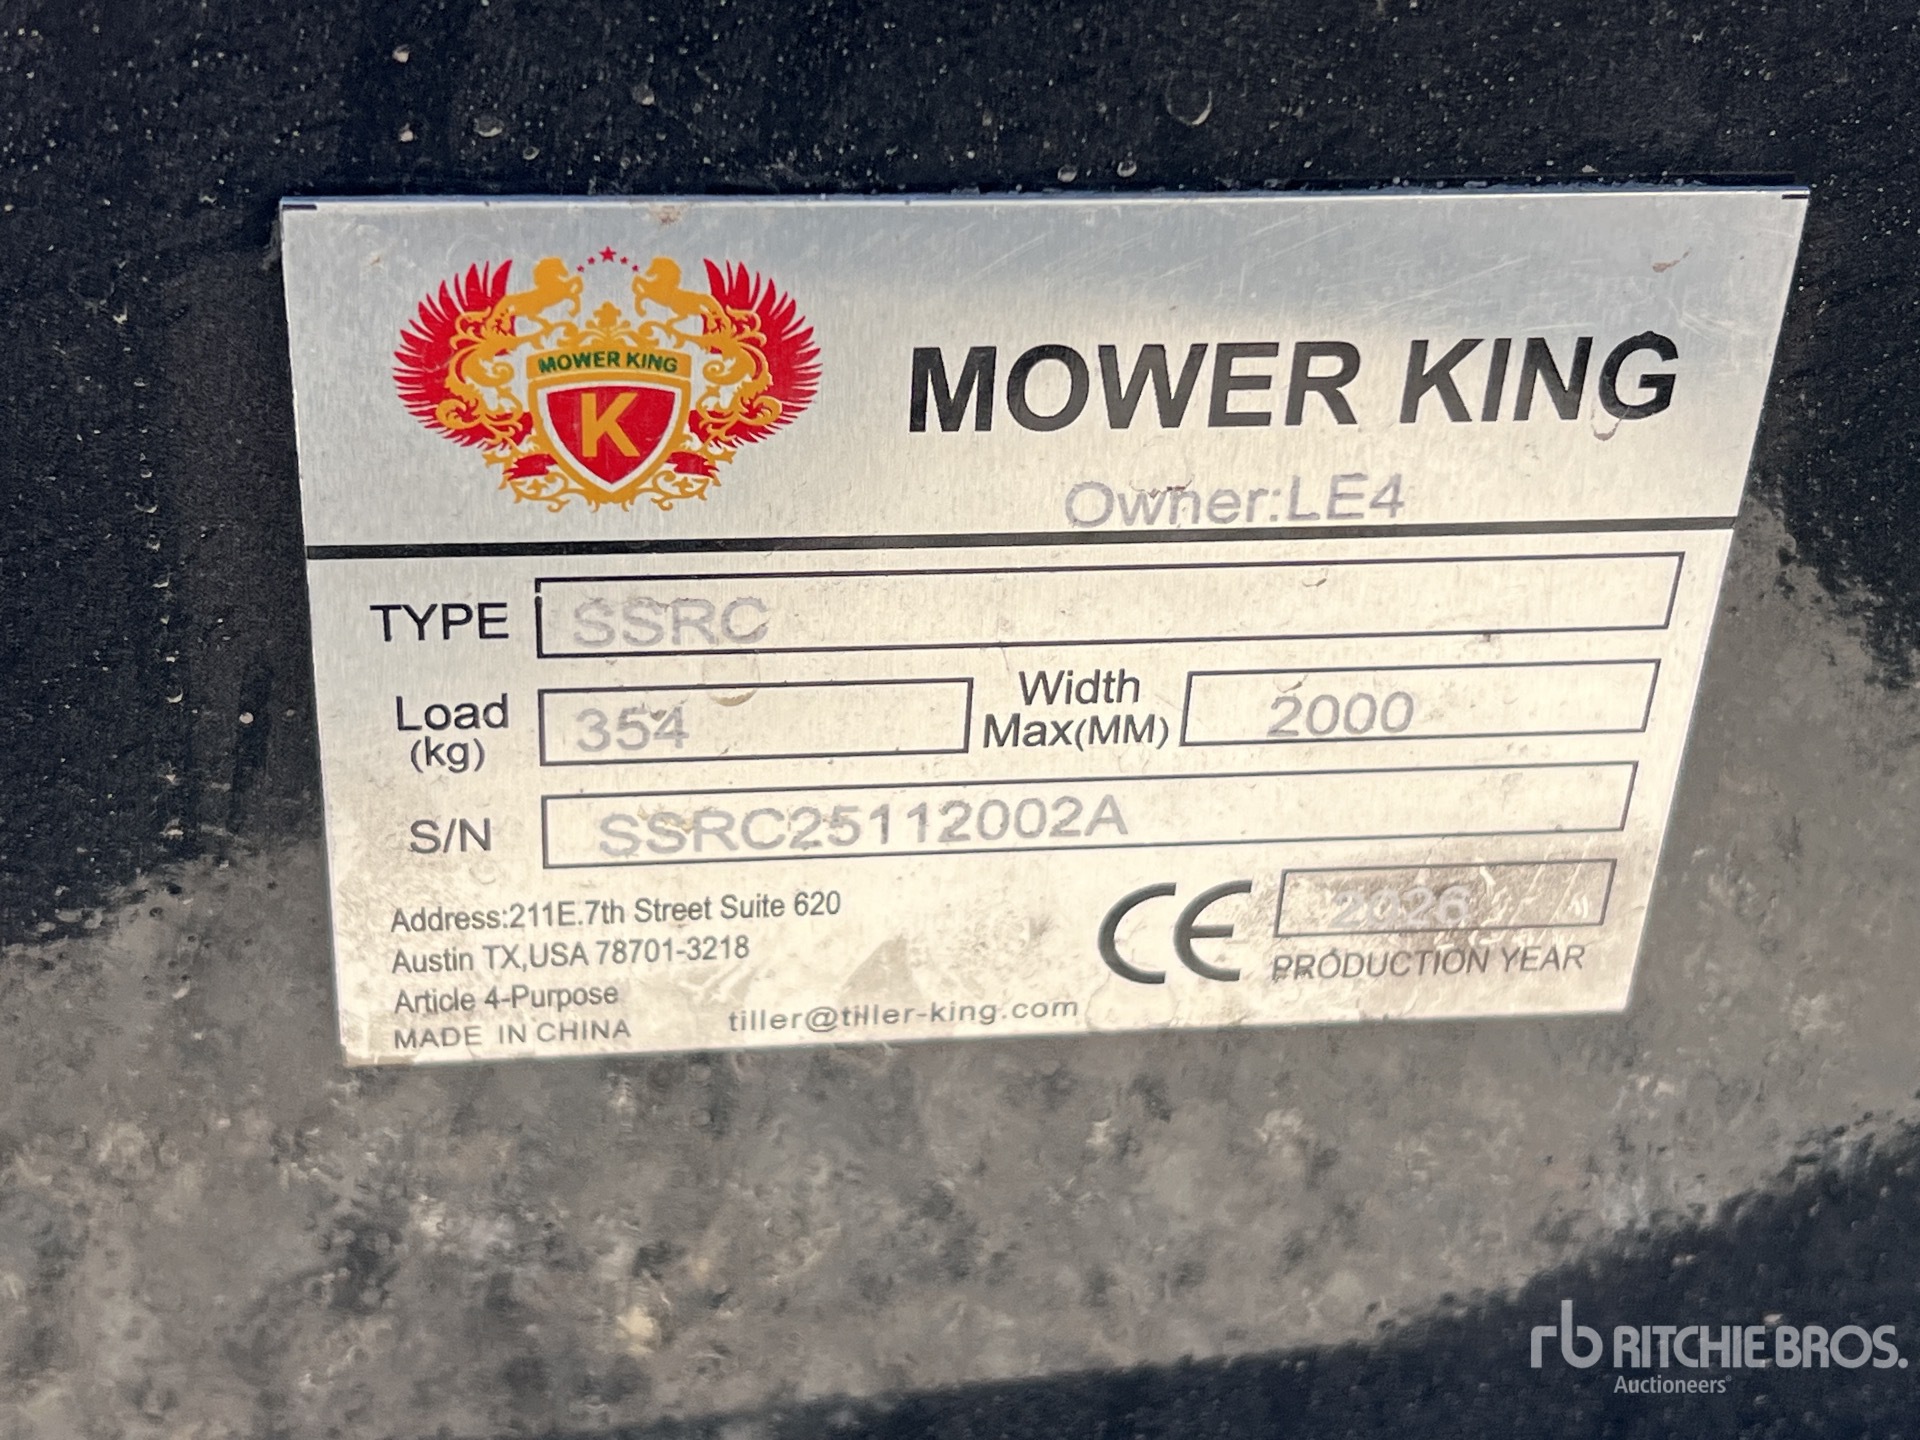 MOWER KING
K
MOWER KING
Owner:LE4
TYPE SSRC
Load (kg) 354
Width Max(MM) 2000
S/N SSRC25112002A
Address:211E.7th Street Suite 620
Austin TX,USA 78701-3218
Article 4-Purpose
MADE IN CHINA
tiller@tiller-king.com
CE 2026
PRODUCTION YEAR
rb RITCHIE BROS.
Auctioneers